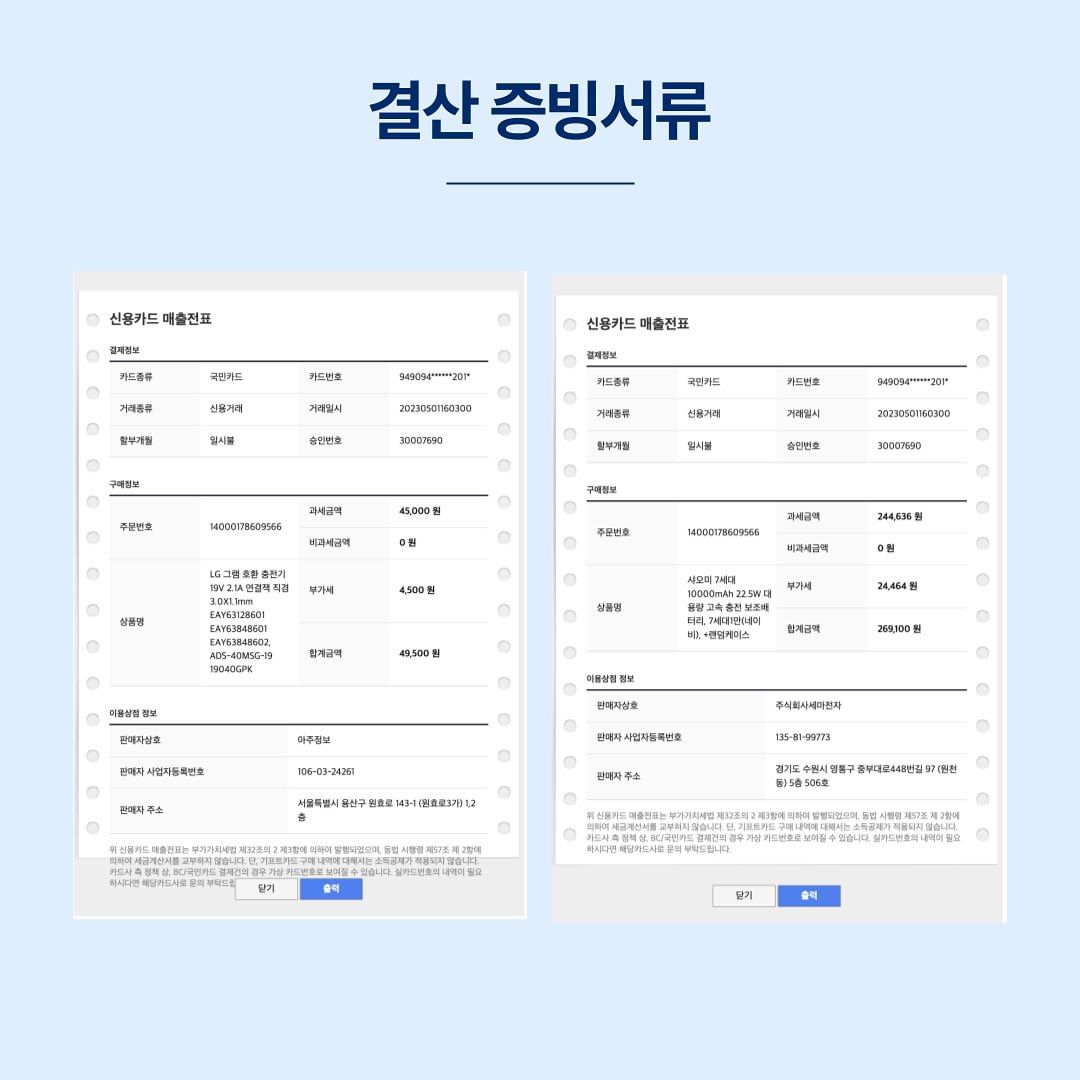 결산 증빙서류
신용카드 매출전표
결제정보
카드종류 국민카드 카드번호 949094******201*
거래종류 신용거래 거래일시 20230501160300
할부개월 일시불 승인번호 30007690
구매정보
주문번호 14000178609566 과세금액 45,000 원
비과세금액 0 원
상품명
LG 그램 호환 충전기
19V 2.1A 연결잭 직경
3.0X1.1mm
EAY63128601
EAY63848601
EAY63848602,
ADS-40MSG-19
19040GPK
부가세 4,500 원
합계금액 49,500 원
이용상점 정보
판매자상호 아주정보
판매자 사업자등록번호 106-03-24261
판매자 주소 서울특별시 용산구 원효로 143-1 (원효로3가) 1,2
층
위 신용카드 매출전표는 부가가치세법 제32조의 2 제3항에 의하여 발행되었으며, 동법 시행령 제57조 제 2항에
의하여 세금계산서를 교부하지 않습니다. 단, 기프트카드 구매 내역에 대해서는 소득공제가 적용되지 않습니다.
카드사 측 정책 상, BC/국민카드 결제건의 경우 가상 카드번호로 보여질 수 있습니다. 실카드번호의 내역이 필요
하시다면 해당카드사로 문의 부탁드립
닫기 출력
신용카드 매출전표
결제정보
카드종류 국민카드 카드번호 949094******201*
거래종류 신용거래 거래일시 20230501160300
할부개월 일시불 승인번호 30007690
구매정보
주문번호 14000178609566 과세금액 244,636 원
비과세금액 0 원
상품명
샤오미 7세대
10000mAh 22.5W 대
용량 고속 충전 보조배
터리, 7세대1만(네이
비), +랜덤케이스
부가세 24,464 원
합계금액 269,100 원
이용상점 정보
판매자상호 주식회사세마전자
판매자 사업자등록번호 135-81-99773
판매자 주소 경기도 수원시 영통구 중부대로448번길 97 (원천
동) 5층 506호
위 신용카드 매출전표는 부가가치세법 제32조의 2 제3항에 의하여 발행되었으며, 동법 시행령 제57조 제 2항에
의하여 세금계산서를 교부하지 않습니다. 단, 기프트카드 구매 내역에 대해서는 소득공제가 적용되지 않습니다.
카드사 측 정책 상, BC/국민카드 결제건의 경우 가상 카드번호로 보여질 수 있습니다. 실카드번호의 내역이 필요
하시다면 해당카드사로 문의 부탁드립니다.
닫기 출력